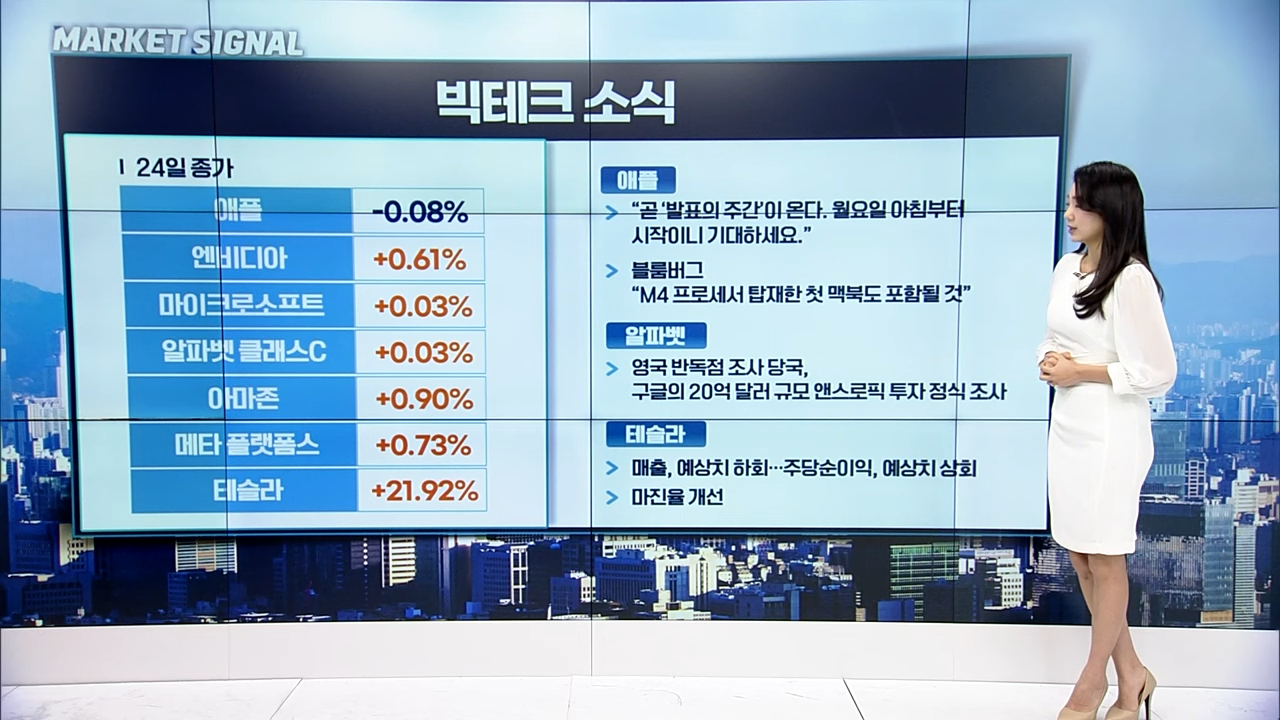 MARKET SIGNAL
빅테크 소식
24일 종가
애플 -0.08%
엔비디아 +0.61%
마이크로소프트 +0.03%
알파벳 클래스C +0.03%
아마존 +0.90%
메타 플랫폼스 +0.73%
테슬라 +21.92%
애플
> “곧 ‘발표의 주간’이 온다. 월요일 아침부터
시작이니 기대하세요.”
> 블룸버그
“M4 프로세서 탑재한 첫 맥북도 포함될 것”
알파벳
> 영국 반독점 조사 당국,
구글의 20억 달러 규모 앤스로픽 투자 정식 조사
테슬라
> 매출, 예상치 하회…주당순이익, 예상치 상회
> 마진율 개선